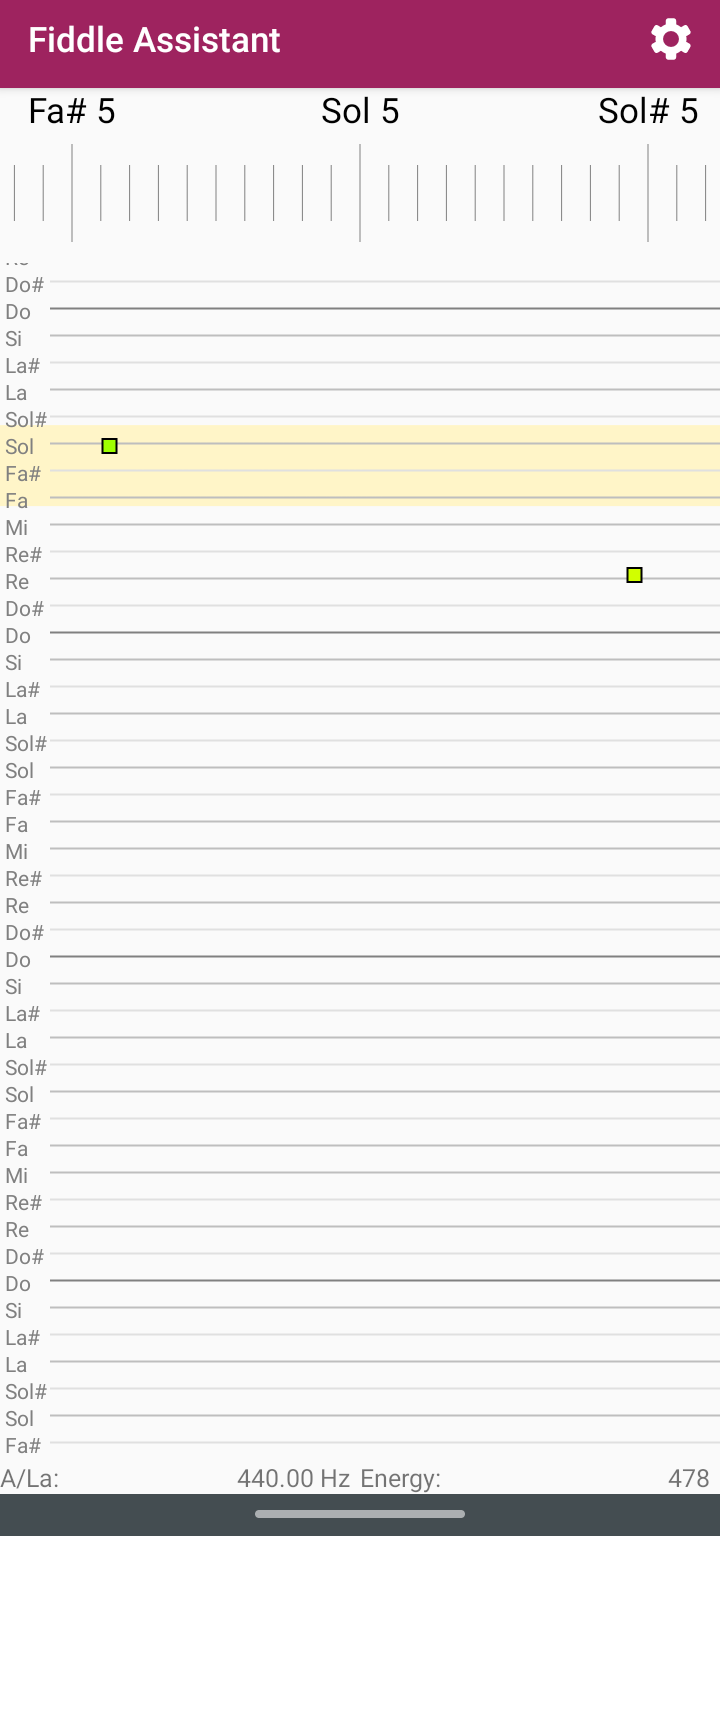 Fiddle Assistant
Fa# 5 Sol 5 Sol# 5
Do#
Do
Si
La#
La
Sol#
Sol
Fa#
Fa
Mi
Re#
Re
Do#
Do
Si
La#
La
Sol#
Sol
Fa#
Fa
Mi
Re#
Re
Do#
Do
Si
La#
La
Sol#
Sol
Fa#
Fa
Mi
Re#
Re
Do#
Do
Si
La#
La
Sol#
Sol
Fa#
A/La: 440.00 Hz Energy: 478